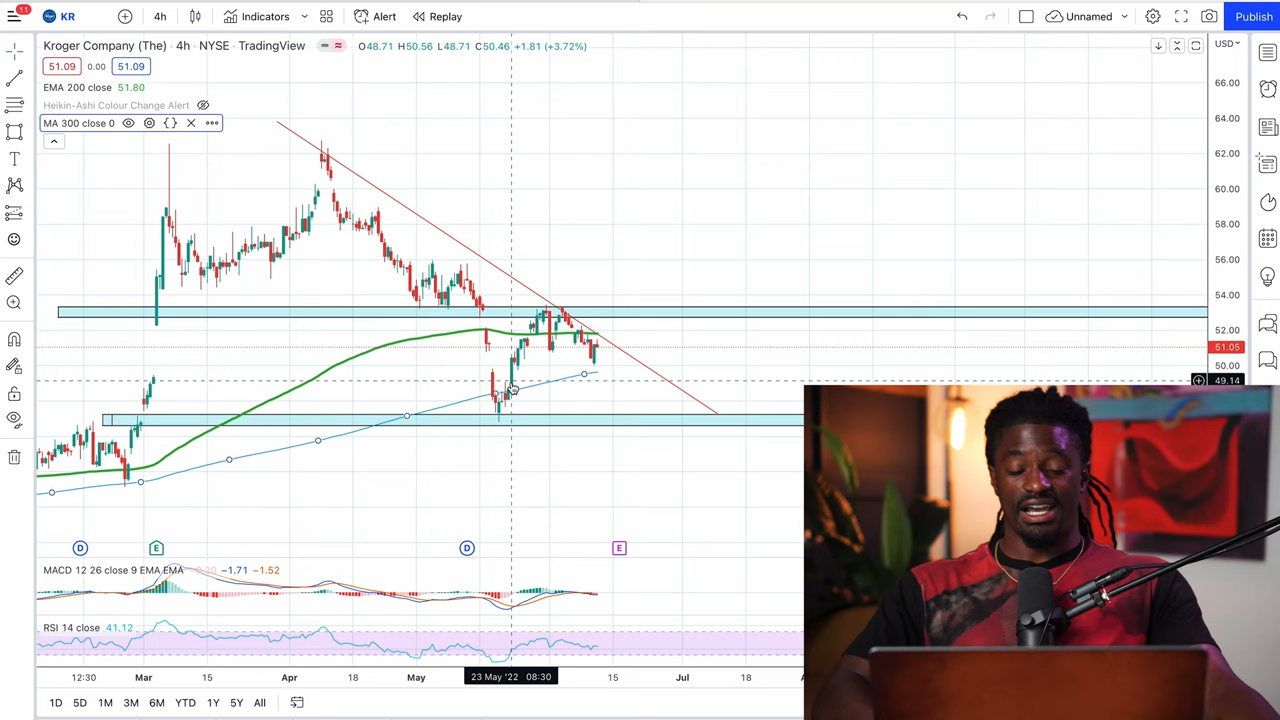 11
KR
4h
Indicators
Alert
Replay
Unnamed
Publish
Kroger Company (The) · 4h · NYSE · TradingView
O48.71 H50.56 L48.71 C50.46 +1.81 (+3.72%)
USD
51.09 0.00 51.09
EMA 200 close 51.80
Heikin-Ashi Colour Change Alert
MA 300 close 0
66.00
64.00
62.00
60.00
58.00
56.00
54.00
52.00
51.05
50.00
49.14
D
E
D
E
MACD 12 26 close 9 EMA EMA −0.20 −1.71 −1.52
RSI 14 close 41.12
12:30 Mar 15 Apr 18 May 23 May '22 08:30 15 Jul 18
1D 5D 1M 3M 6M YTD 1Y 5Y All